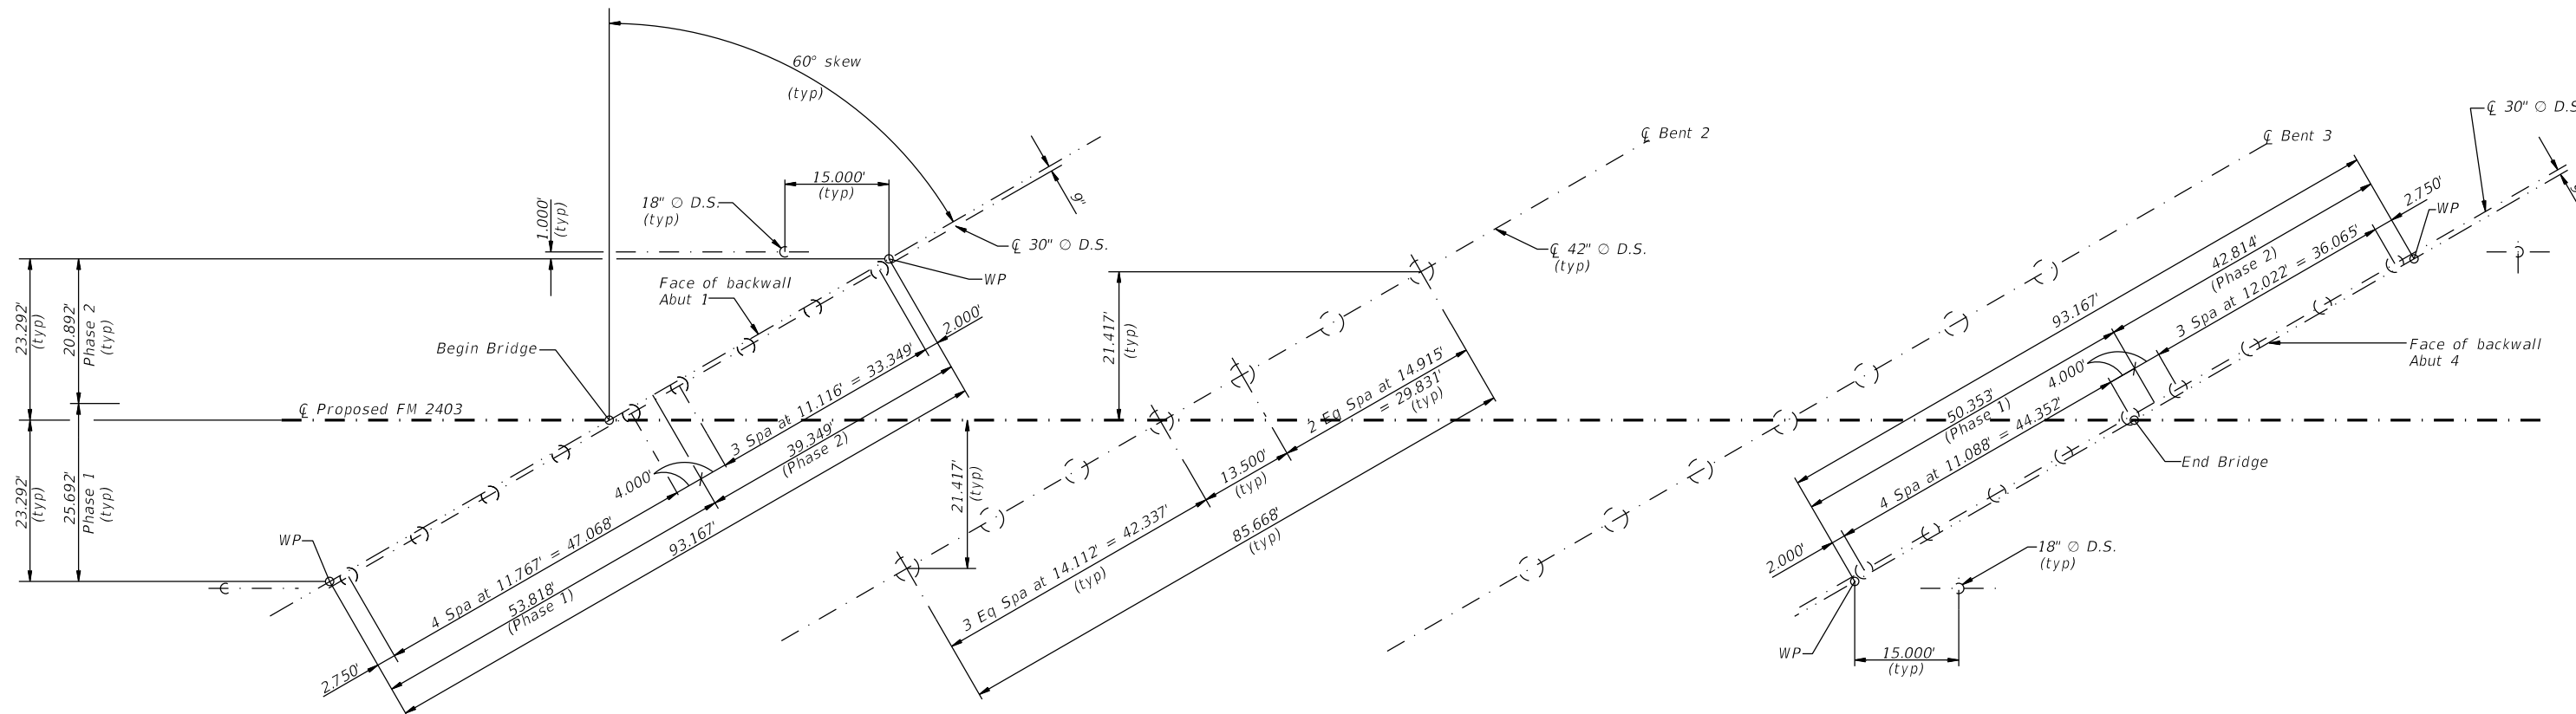 60° skew
(typ)
15.000'
(typ)
18" ∅ D.S.
(typ)
1.000'
(typ)
9"
℄ 30" ∅ D.S.
WP
Face of backwall
Abut 1
Begin Bridge
℄ Proposed FM 2403
23.292'
(typ)
20.892'
Phase 2
(typ)
23.292'
(typ)
25.692'
Phase 1
(typ)
WP
2.750'
4 Spa at 11.767' = 47.068'
53.818'
(Phase 1)
93.167'
4.000'
3 Spa at 11.116' = 33.349'
39.349'
(Phase 2)
2.000'
℄ Bent 2
℄ 42" ∅ D.S.
(typ)
21.417'
(typ)
21.417'
(typ)
3 Eq Spa at 14.112' = 42.337'
(typ)
13.500'
(typ)
2 Eq Spa at 14.915'
= 29.831'
(typ)
85.668'
(typ)
℄ Bent 3
℄ 30" ∅ D.S
2.750'
WP
42.814'
(Phase 2)
93.167'
3 Spa at 12.022' = 36.065'
4.000'
50.353'
(Phase 1)
4 Spa at 11.088' = 44.352'
2.000'
Face of backwall
Abut 4
End Bridge
18" ∅ D.S.
(typ)
WP
15.000'
(typ)